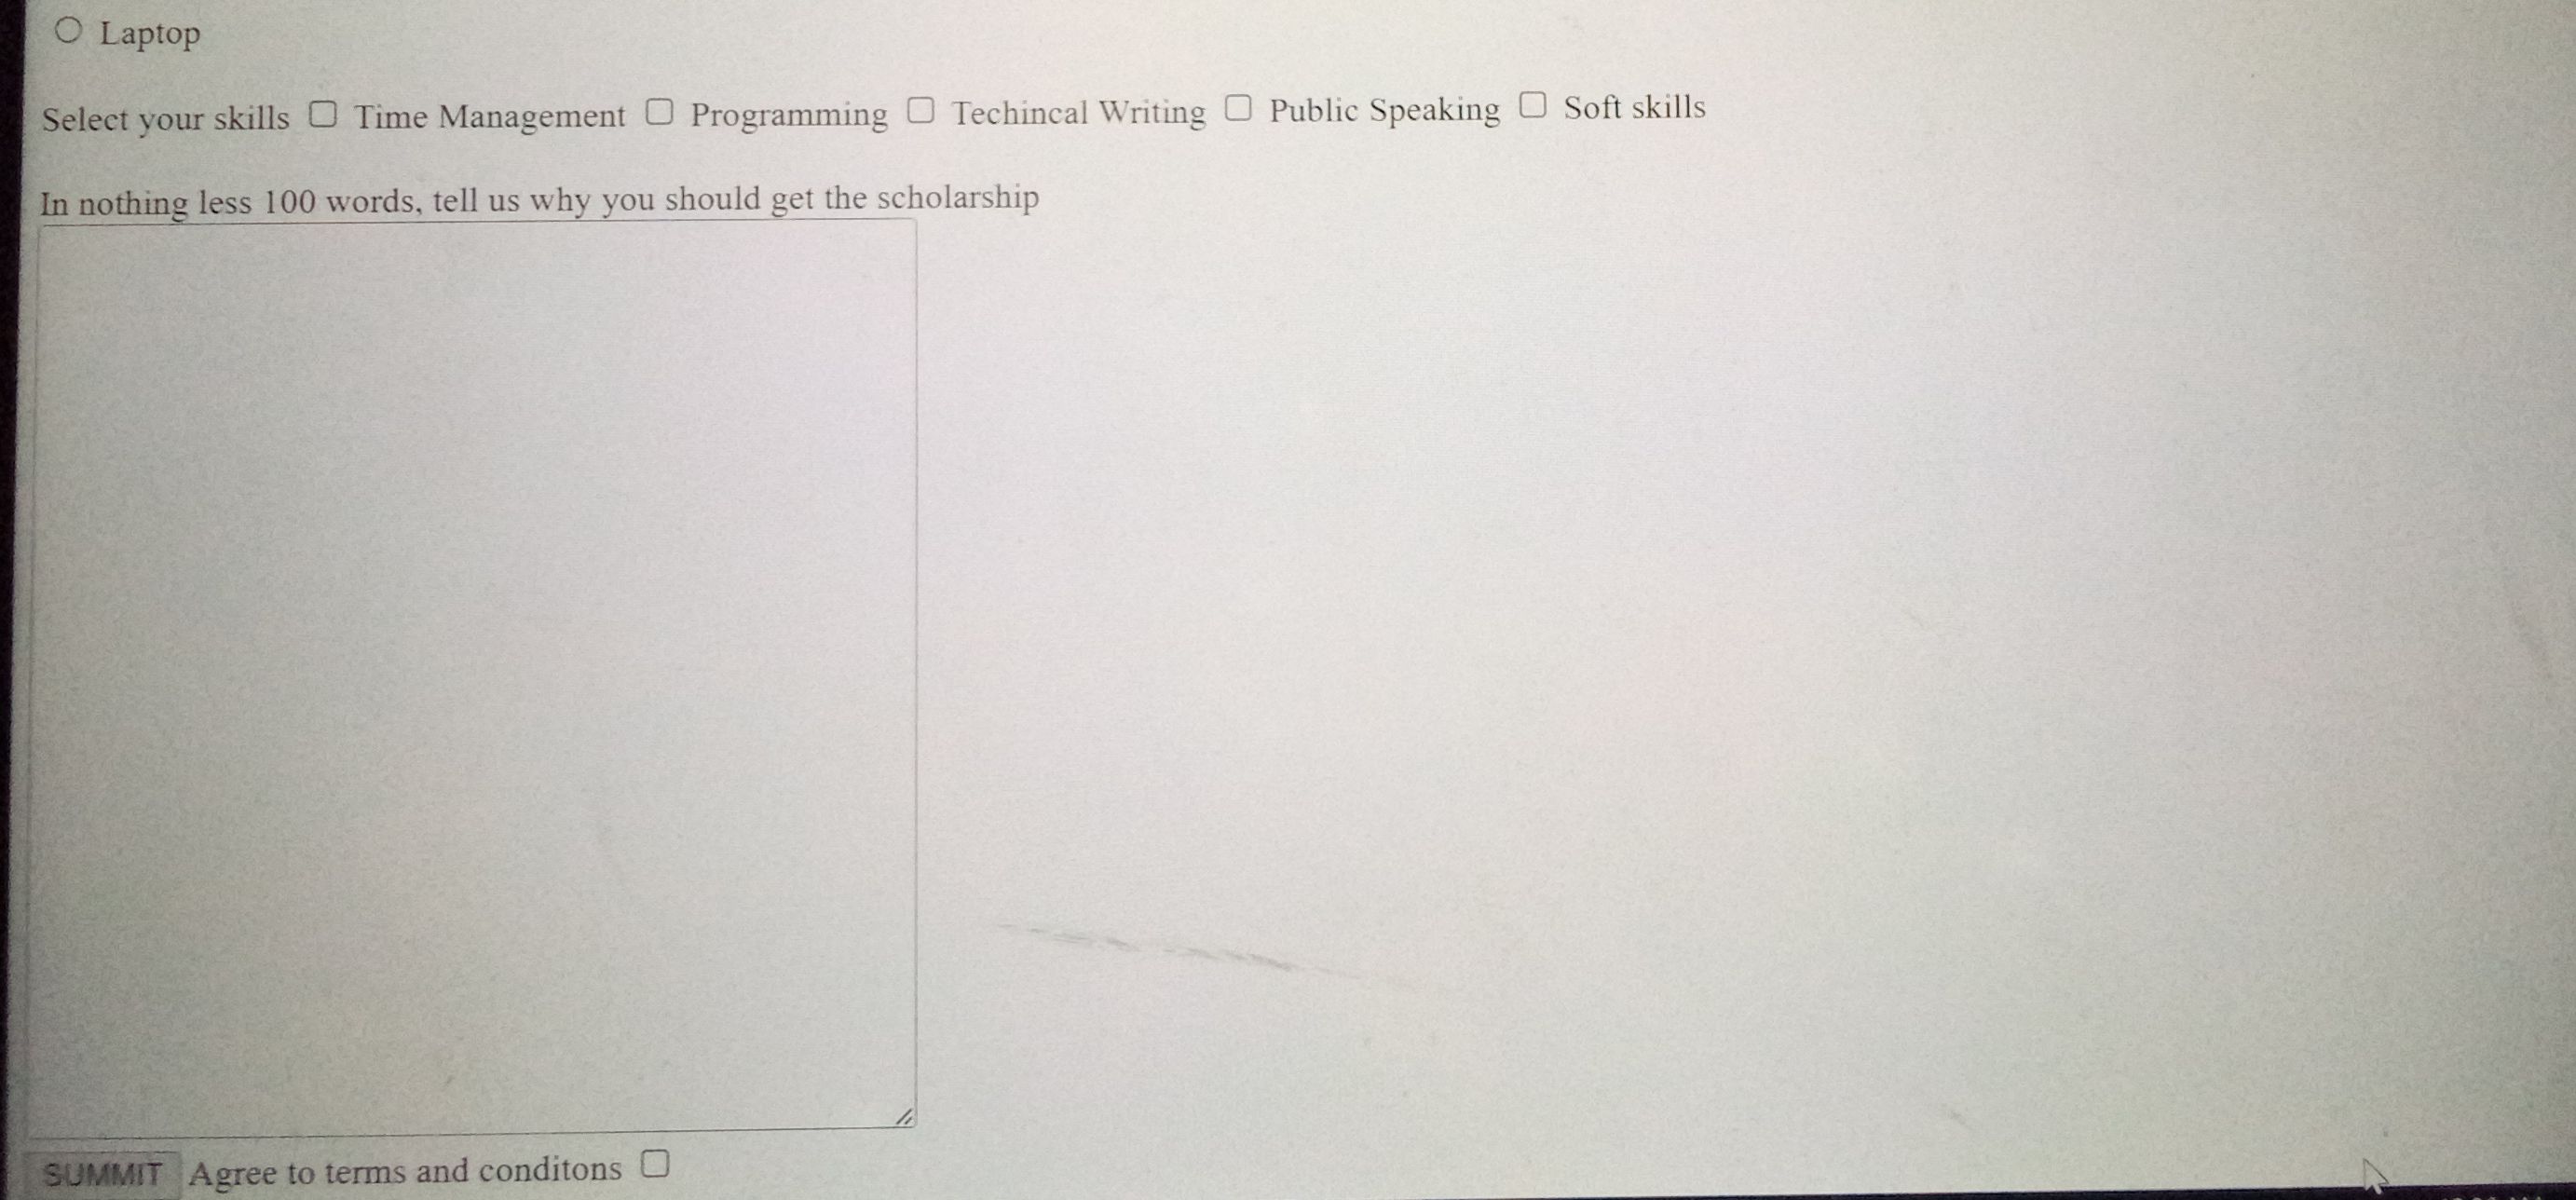 Laptop
Select your skills Time Management Programming Techincal Writing Public Speaking Soft skills
In nothing less 100 words, tell us why you should get the scholarship
SUMMIT Agree to terms and conditons